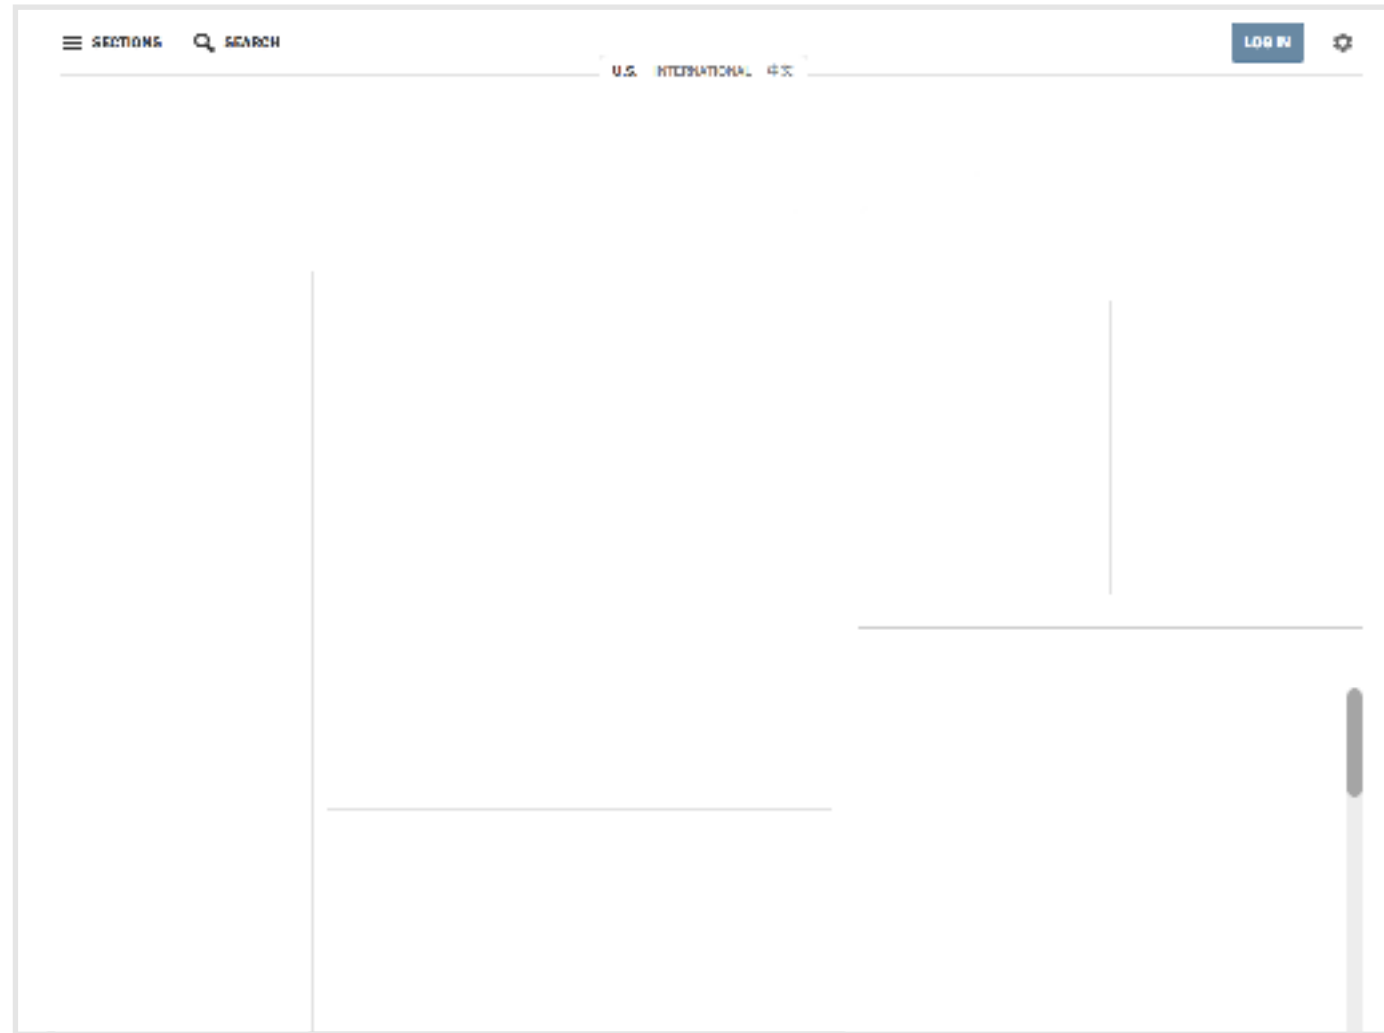 SECTIONS SEARCH LOG IN
U.S. INTERNATIONAL 中文